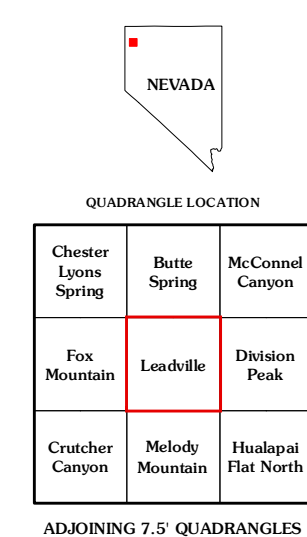 NEVADA
QUADRANGLE LOCATION
Chester
Lyons
Spring
Butte
Spring
McConnel
Canyon
Fox
Mountain
Leadville
Division
Peak
Crutcher
Canyon
Melody
Mountain
Hualapai
Flat North
ADJOINING 7.5' QUADRANGLES